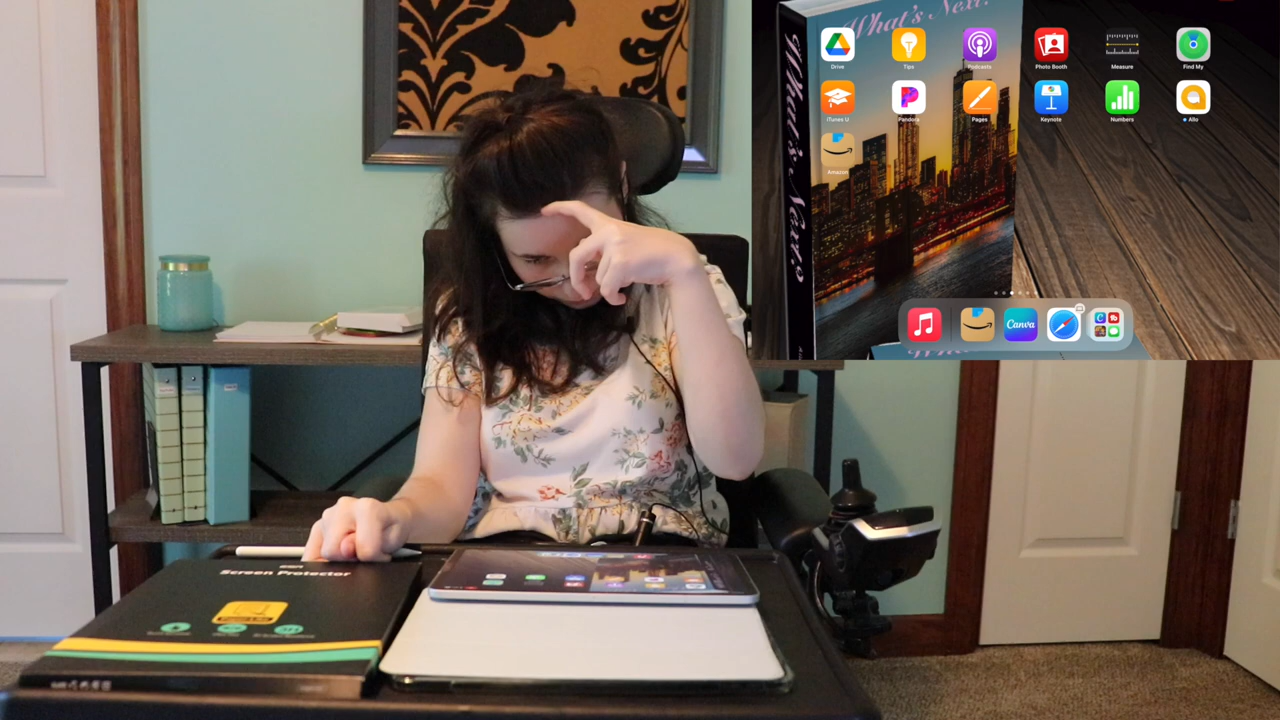 What's Next?
What's Next?
Drive
Tips
Podcasts
Photo Booth
Measure
Find My
iTunes U
Pandora
Pages
Keynote
Numbers
Allo
Amazon
Canva
Screen Protector